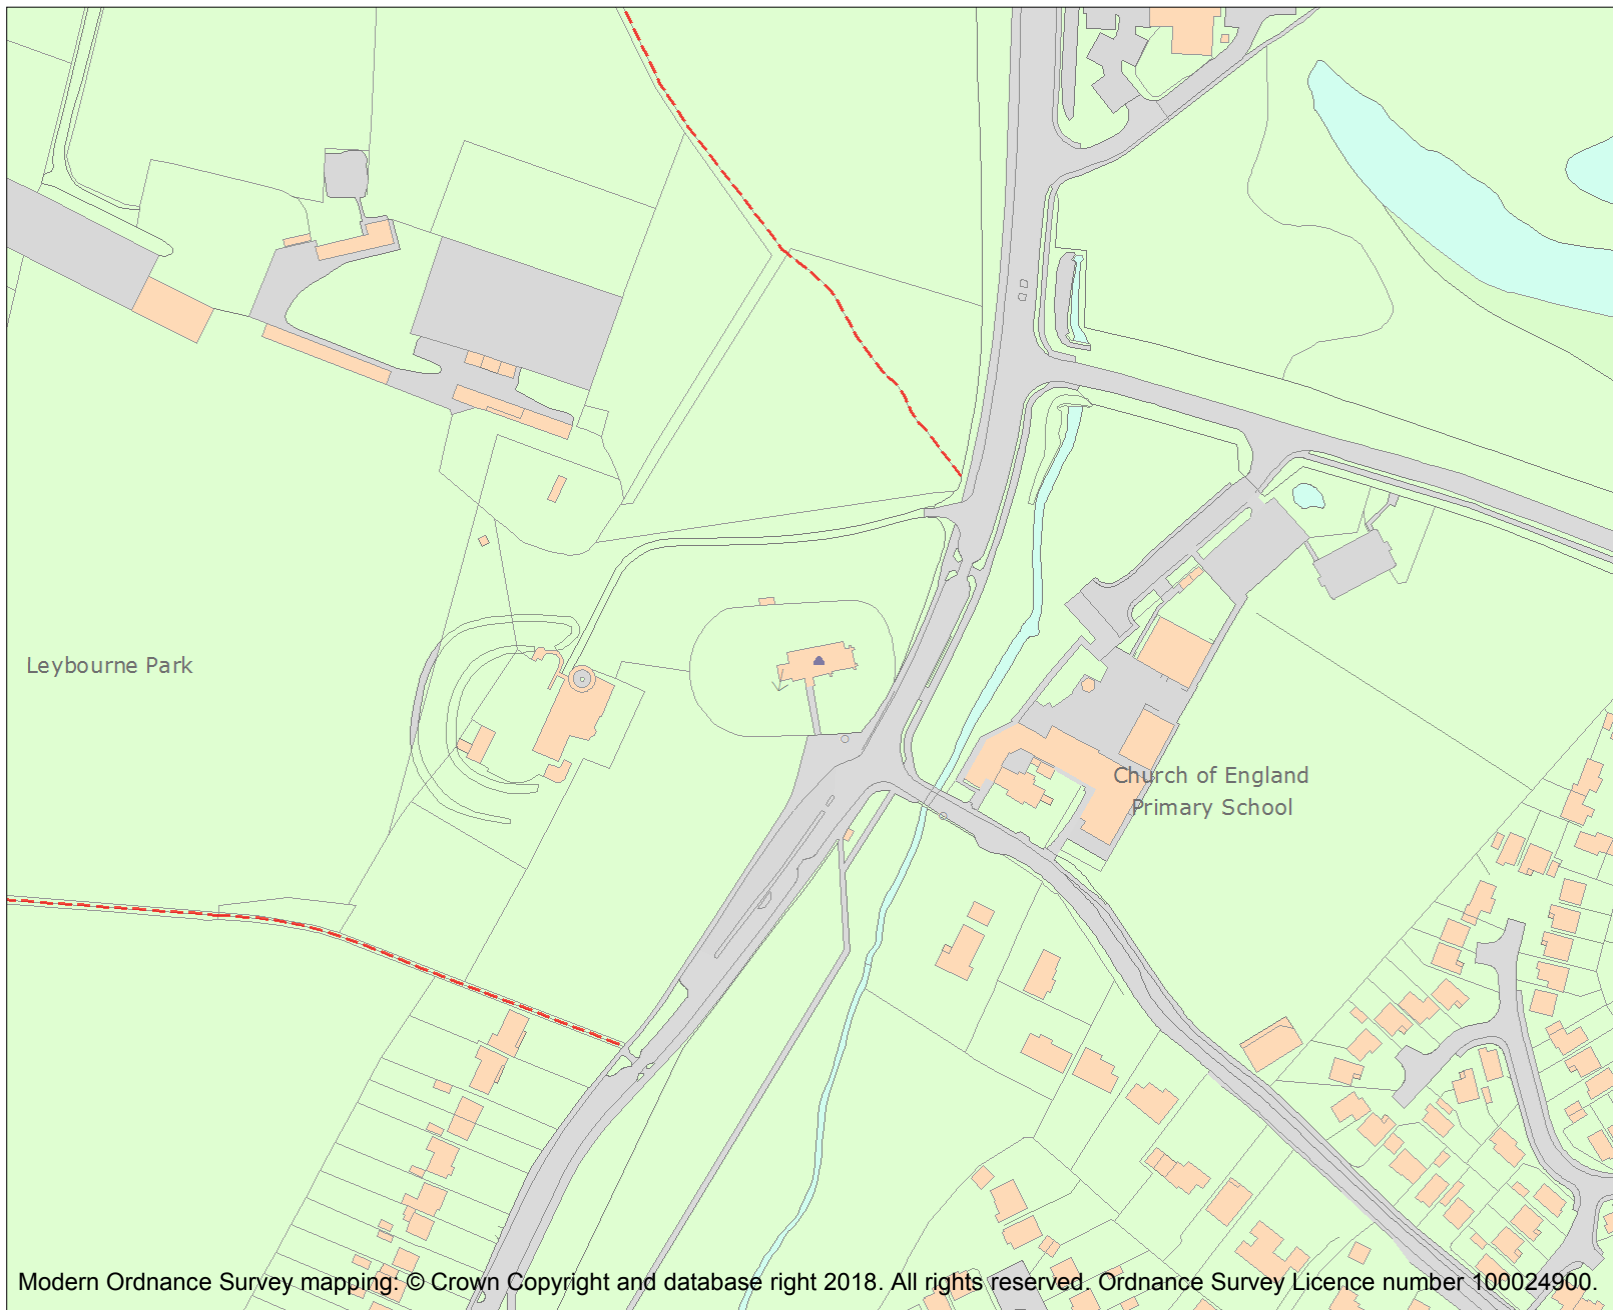 Leybourne Park
Church of England
Primary School
Modern Ordnance Survey mapping: © Crown Copyright and database right 2018. All rights reserved. Ordnance Survey Licence number 100024900.